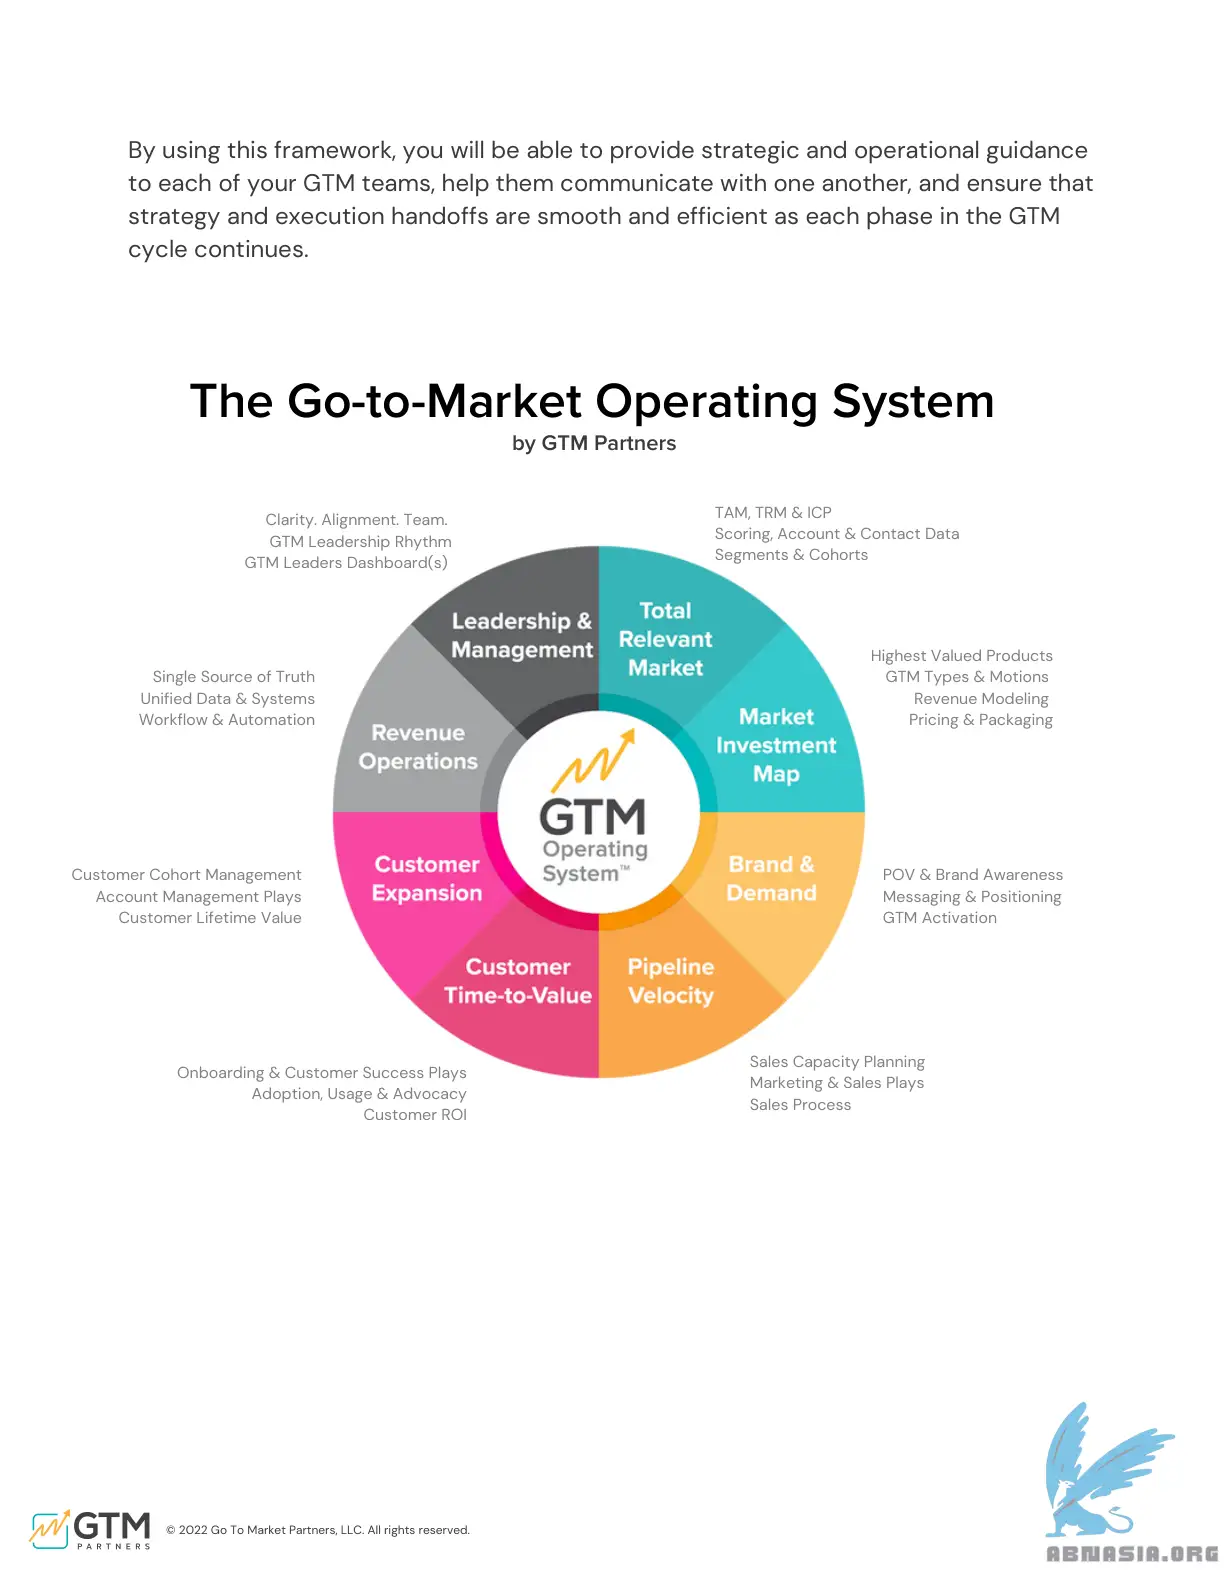 By using this framework, you will be able to provide strategic and operational guidance
to each of your GTM teams, help them communicate with one another, and ensure that
strategy and execution handoffs are smooth and efficient as each phase in the GTM
cycle continues.
The Go-to-Market Operating System
by GTM Partners
Clarity. Alignment. Team.
GTM Leadership Rhythm
GTM Leaders Dashboard(s)
TAM, TRM & ICP
Scoring, Account & Contact Data
Segments & Cohorts
Leadership &
Management
Total
Relevant
Market
Single Source of Truth
Unified Data & Systems
Workflow & Automation
Revenue
Operations
Market
Investment
Map
Highest Valued Products
GTM Types & Motions
Revenue Modeling
Pricing & Packaging
GTM
Operating
System™
Customer Cohort Management
Account Management Plays
Customer Lifetime Value
Customer
Expansion
Brand &
Demand
POV & Brand Awareness
Messaging & Positioning
GTM Activation
Customer
Time-to-Value
Pipeline
Velocity
Onboarding & Customer Success Plays
Adoption, Usage & Advocacy
Customer ROI
Sales Capacity Planning
Marketing & Sales Plays
Sales Process
GTM
PARTNERS
© 2022 Go To Market Partners, LLC. All rights reserved.
ABNASIA.ORG